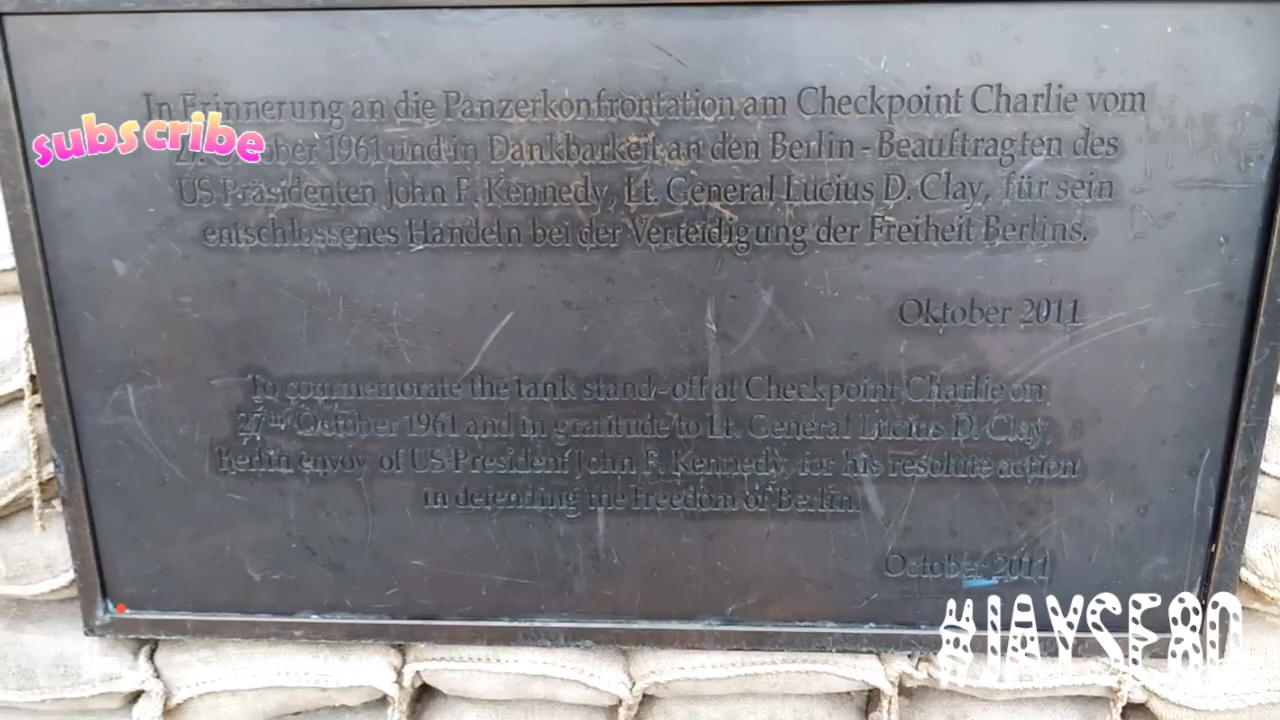 In Erinnerung an die Panzerkonfrontation am Checkpoint Charlie vom
subscribe
27. ober 1961 und in Dankbarkeit an den Berlin-Beauftragten des
US-Präsidenten John F. Kennedy, Lt. General Lucius D. Clay, für sein
entschlossenes Handeln bei der Verteidigung der Freiheit Berlins.
Oktober 2011
To commemorate the tank stand-off at Checkpoint Charlie on
27th October 1961 and in gratitude to Lt. General Lucius D. Clay,
Berlin envoy of US-President John F. Kennedy, for his resolute action
in defending the Freedom of Berlin.
October 2011
#JAYSF80